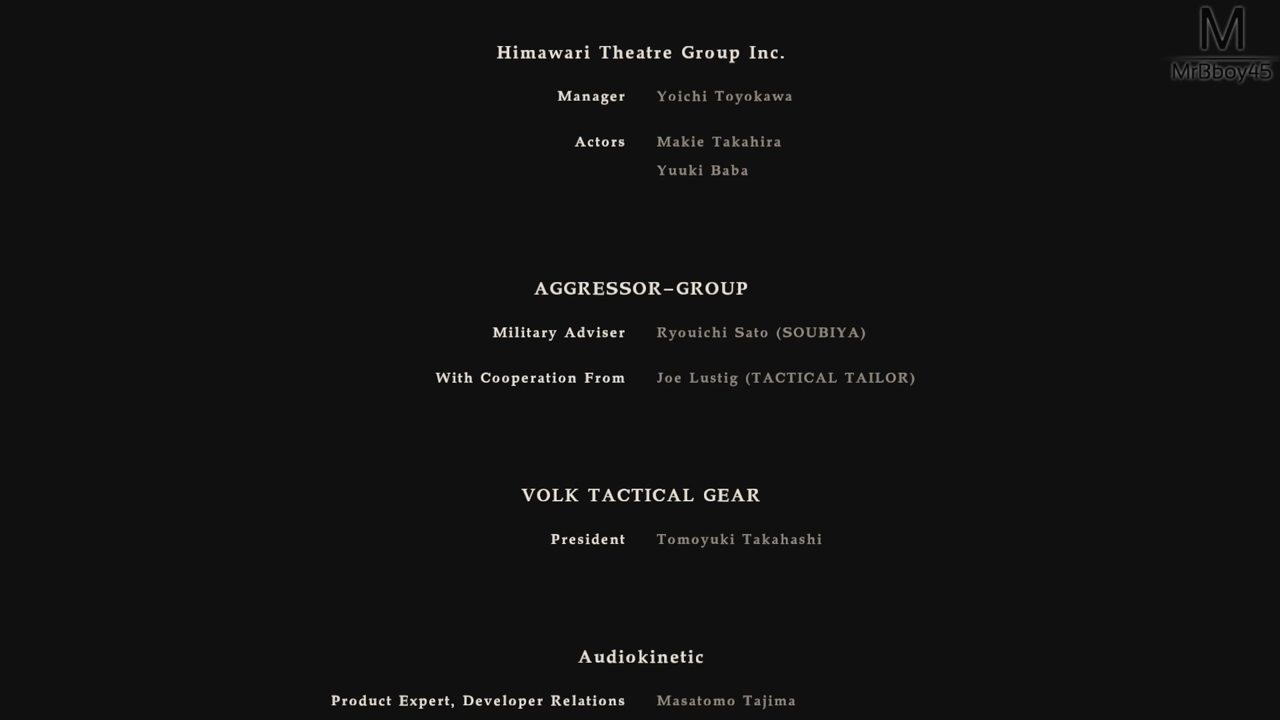 M
MrBboy45
Himawari Theatre Group Inc.
Manager Yoichi Toyokawa
Actors Makie Takahira
Yuuki Baba
AGGRESSOR–GROUP
Military Adviser Ryouichi Sato (SOUBIYA)
With Cooperation From Joe Lustig (TACTICAL TAILOR)
VOLK TACTICAL GEAR
President Tomoyuki Takahashi
Audiokinetic
Product Expert, Developer Relations Masatomo Tajima